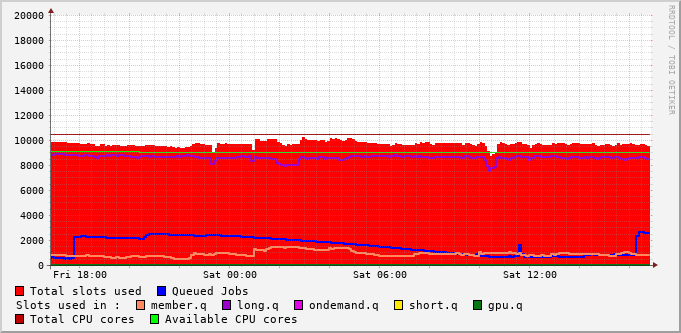 20000
18000
16000
14000
12000
10000
8000
6000
4000
2000
0
Fri 18:00 Sat 00:00 Sat 06:00 Sat 12:00
RRDTOOL / TOBI OETIKER
Total slots used Queued Jobs
Slots used in : member.q long.q ondemand.q short.q gpu.q
Total CPU cores Available CPU cores